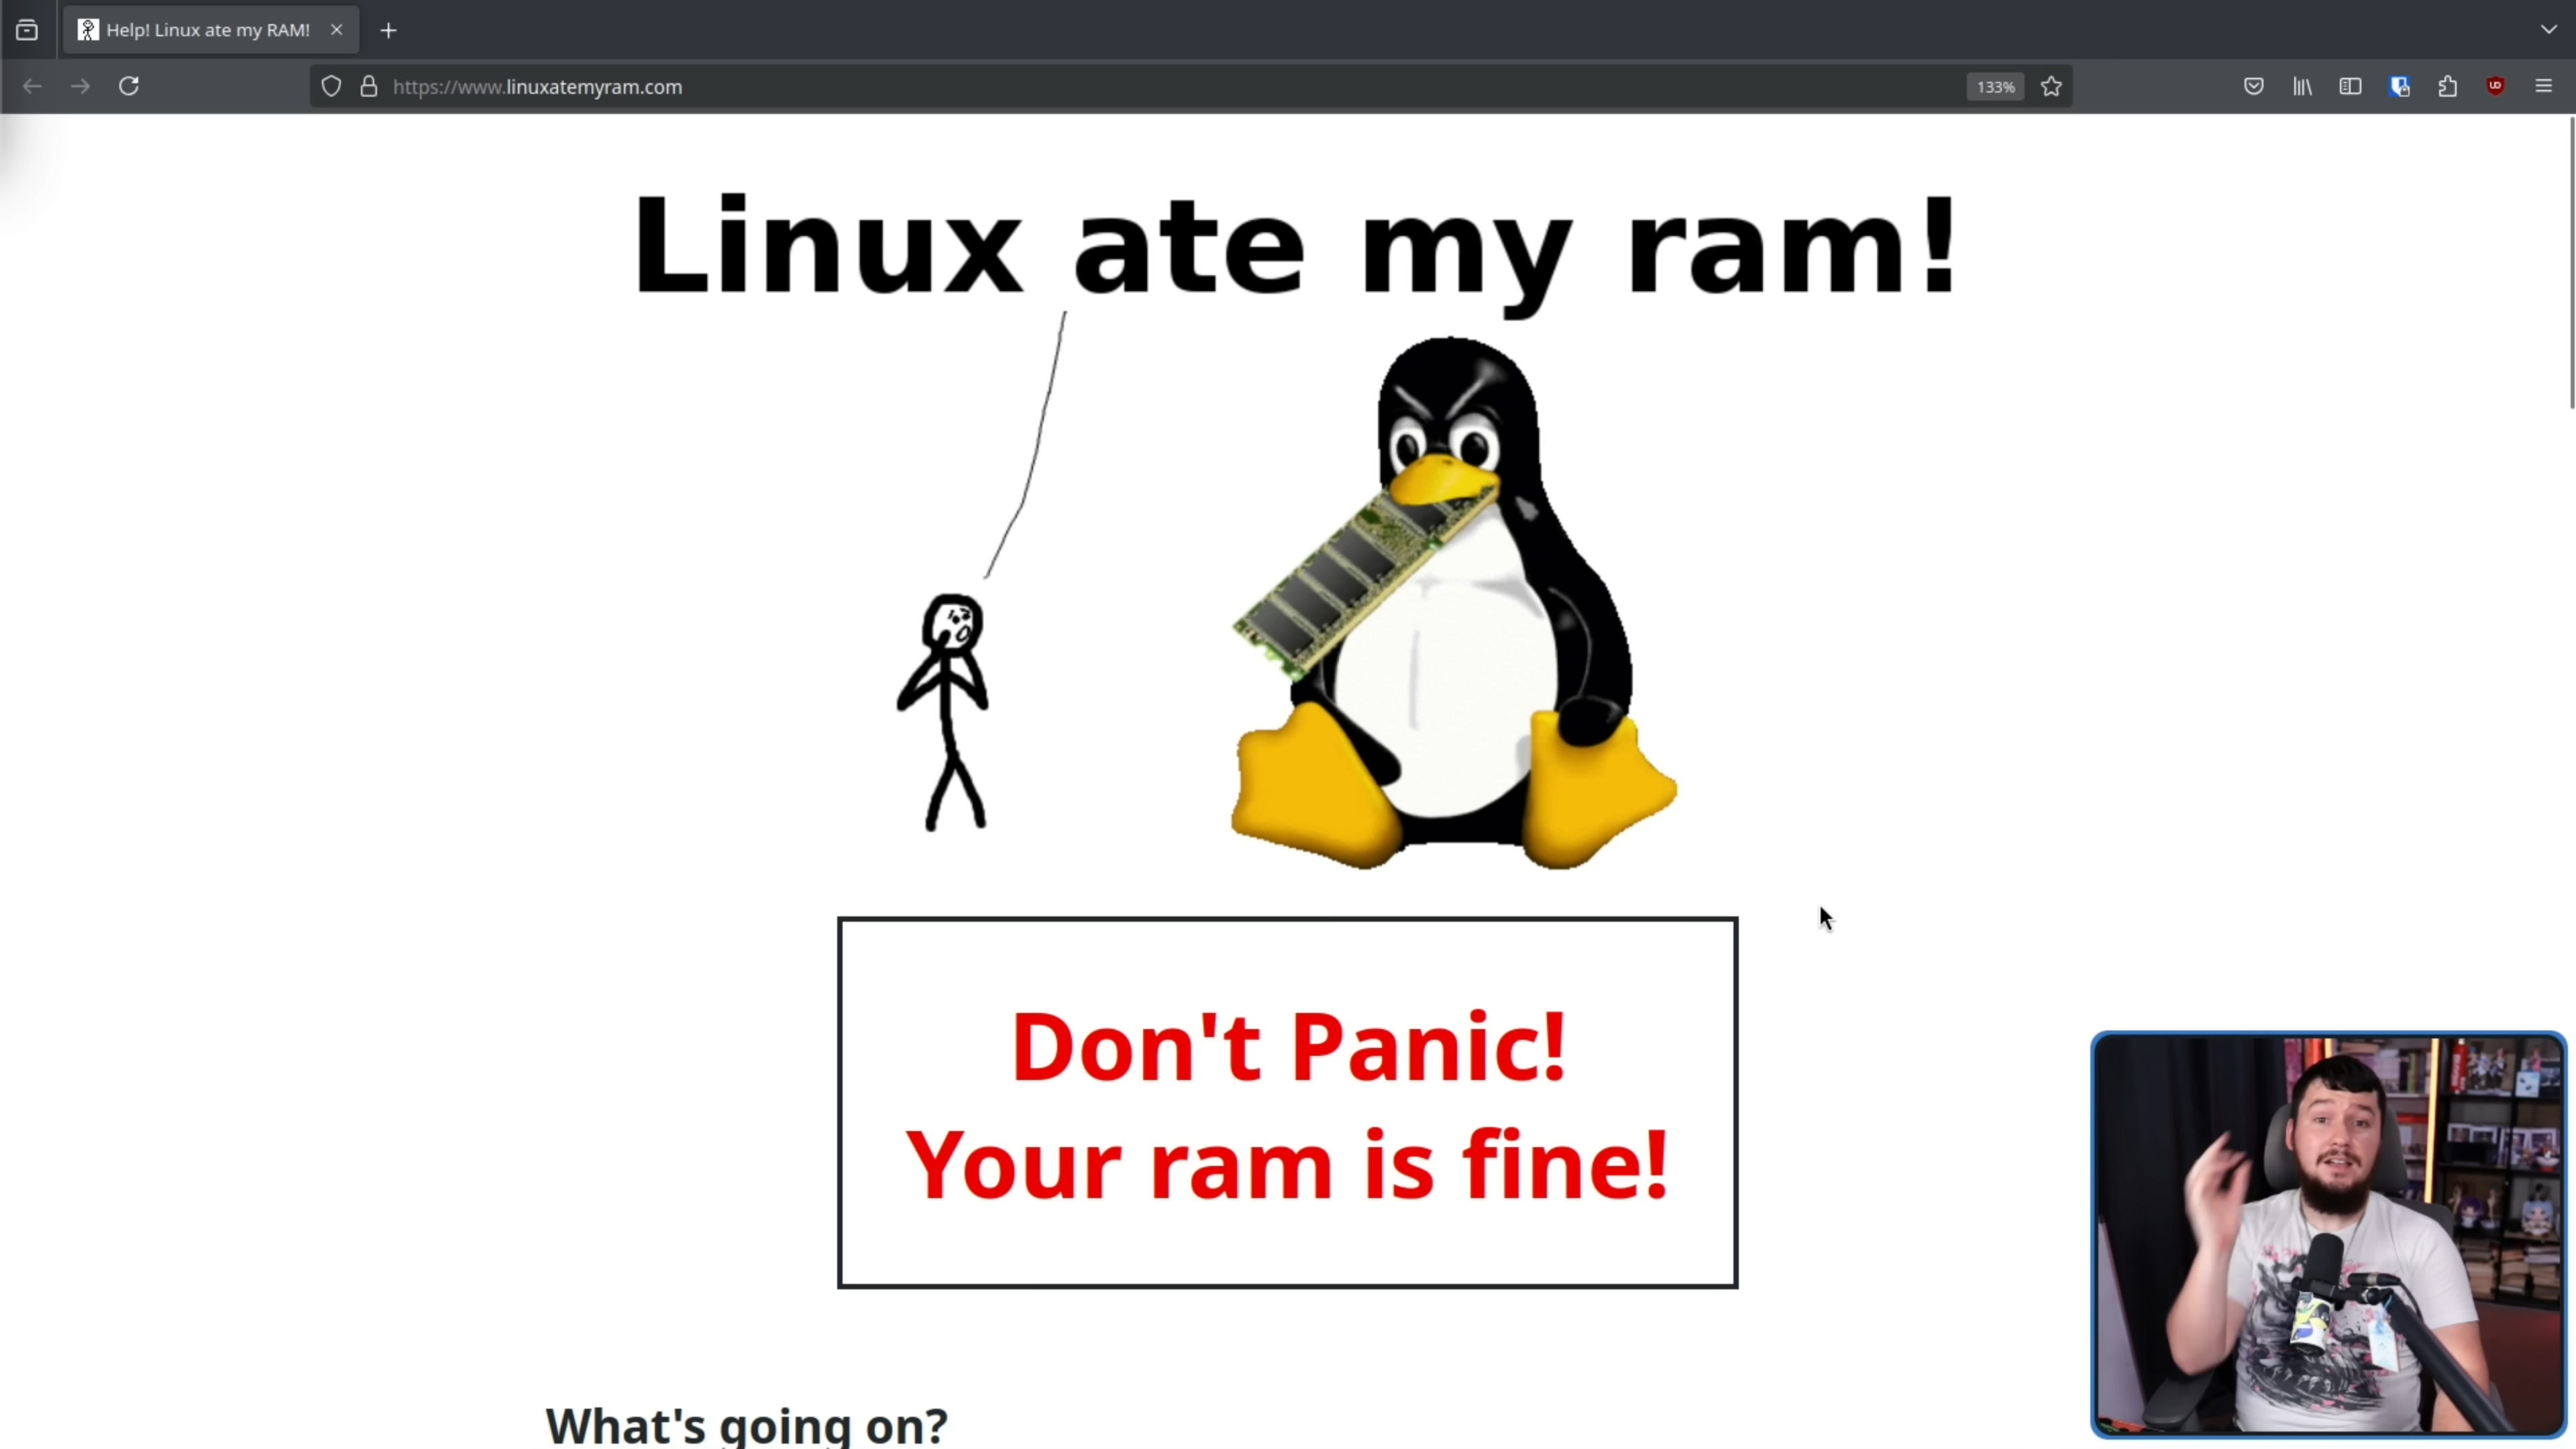 Help! Linux ate my RAM!
https://www.linuxatemyram.com
133%
Linux ate my ram!
Don't Panic!
Your ram is fine!
What's going on?